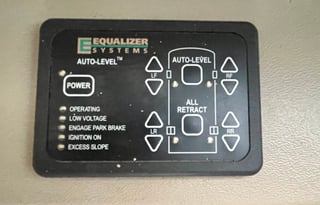 EQUALIZER
SYSTEMS
AUTO-LEVEL™
POWER
OPERATING
LOW VOLTAGE
ENGAGE PARK BRAKE
IGNITION ON
EXCESS SLOPE
LF
AUTO-LEVEL
RF
ALL
RETRACT
LR
RR